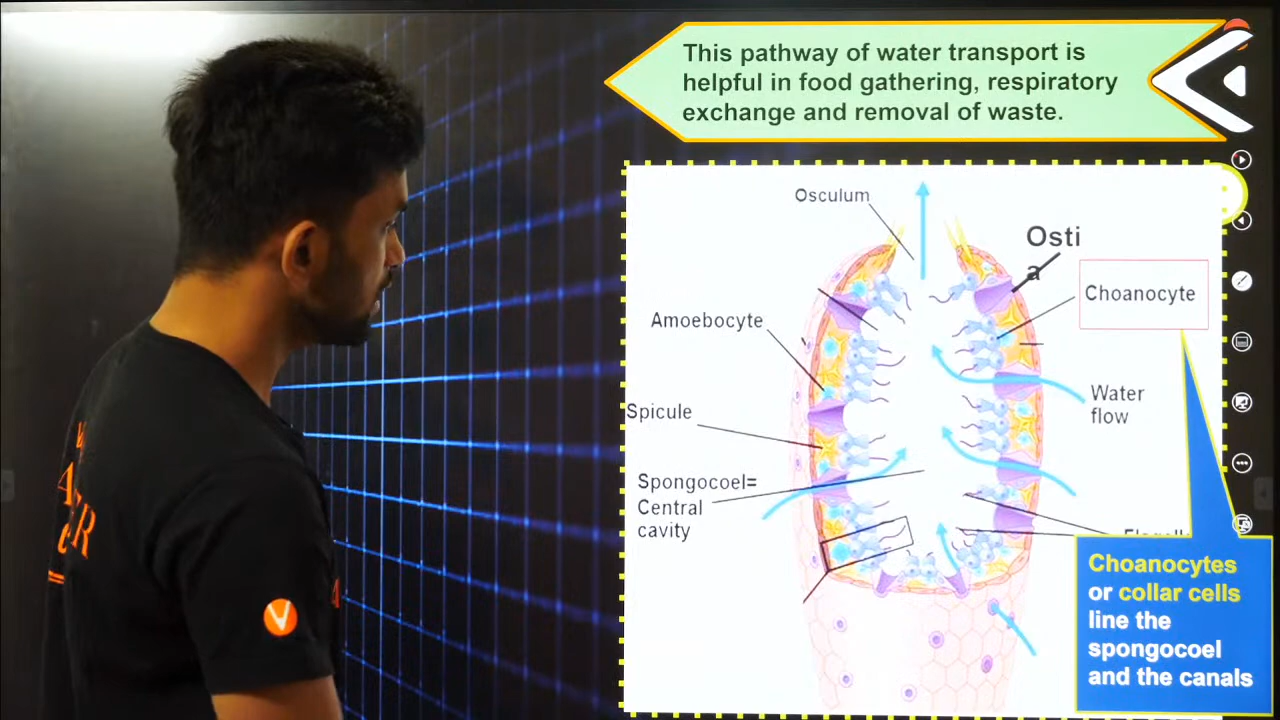 This pathway of water transport is
helpful in food gathering, respiratory
exchange and removal of waste.
Osculum
Osti
a
Choanocyte
Amoebocyte
Water
flow
Spicule
Spongocoel=
Central
cavity
Choanocytes
or collar cells
line the
spongocoel
and the canals
V